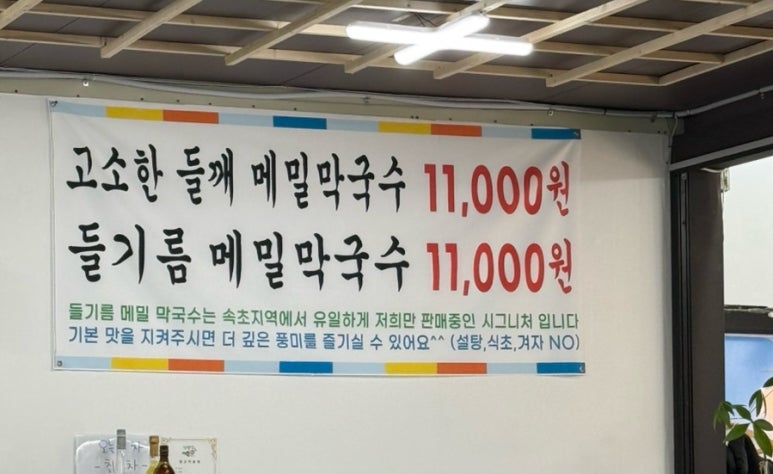 고소한 들깨 메밀막국수 11,000원
들기름 메밀막국수 11,000원
들기름 메밀 막국수는 속초지역에서 유일하게 저희만 판매중인 시그니처 입니다
기본 맛을 지켜주시면 더 깊은 풍미를 즐기실 수 있어요^^ (설탕,식초,겨자 NO)